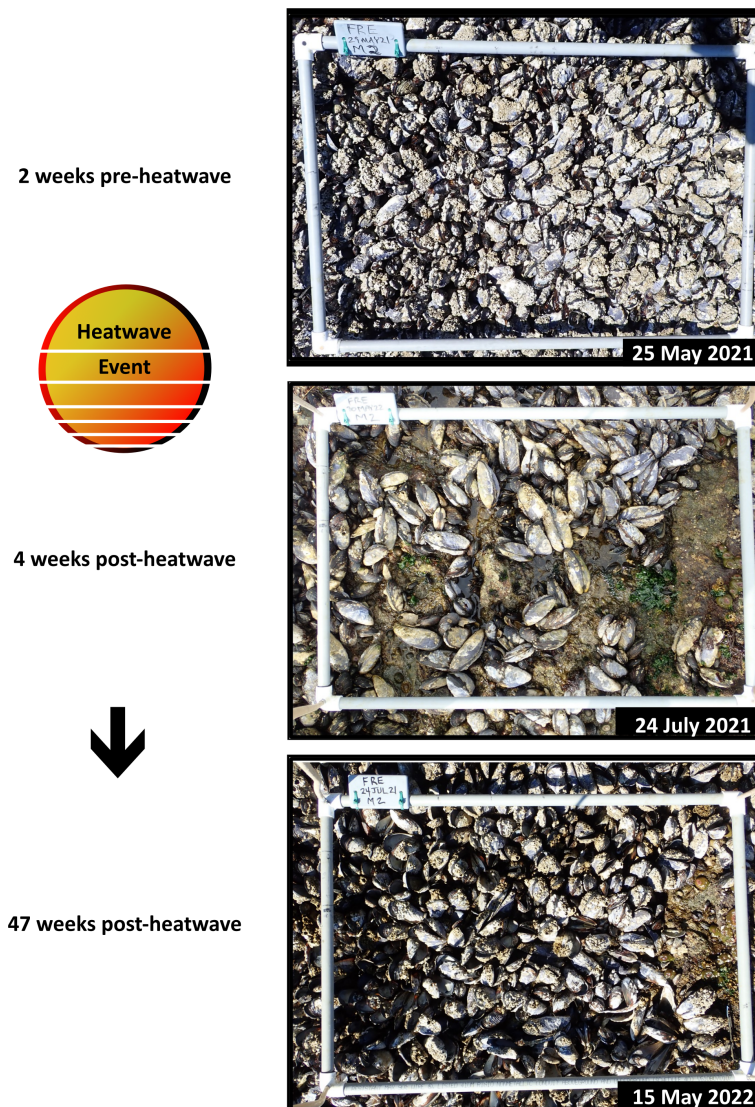 FRE
M2
2 weeks pre-heatwave
Heatwave
Event
25 May 2021
FRE
M2
4 weeks post-heatwave
24 July 2021
FRE
24JUL21
M2
47 weeks post-heatwave
15 May 2022